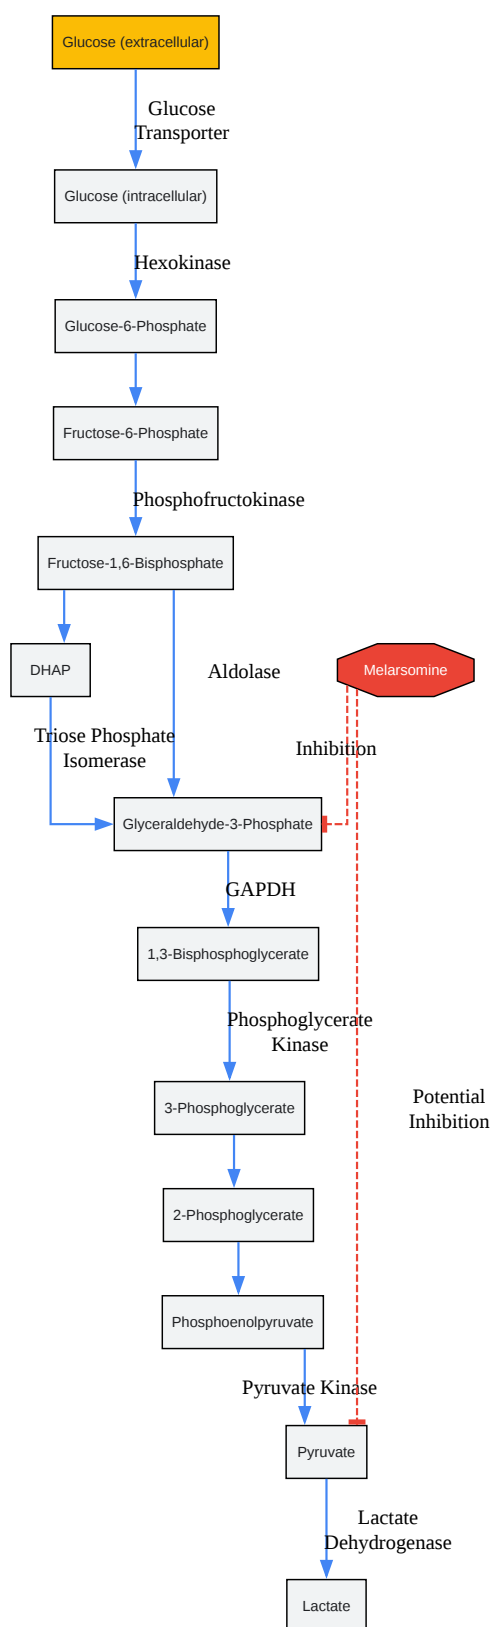 Glucose (extracellular)
Glucose
Transporter
Glucose (intracellular)
Hexokinase
Glucose-6-Phosphate
Fructose-6-Phosphate
Phosphofructokinase
Fructose-1,6-Bisphosphate
DHAP
Aldolase
Melarsomine
Triose Phosphate
Isomerase
Inhibition
Glyceraldehyde-3-Phosphate
GAPDH
1,3-Bisphosphoglycerate
Phosphoglycerate
Kinase
3-Phosphoglycerate
Potential
Inhibition
2-Phosphoglycerate
Phosphoenolpyruvate
Pyruvate Kinase
Pyruvate
Lactate
Dehydrogenase
Lactate